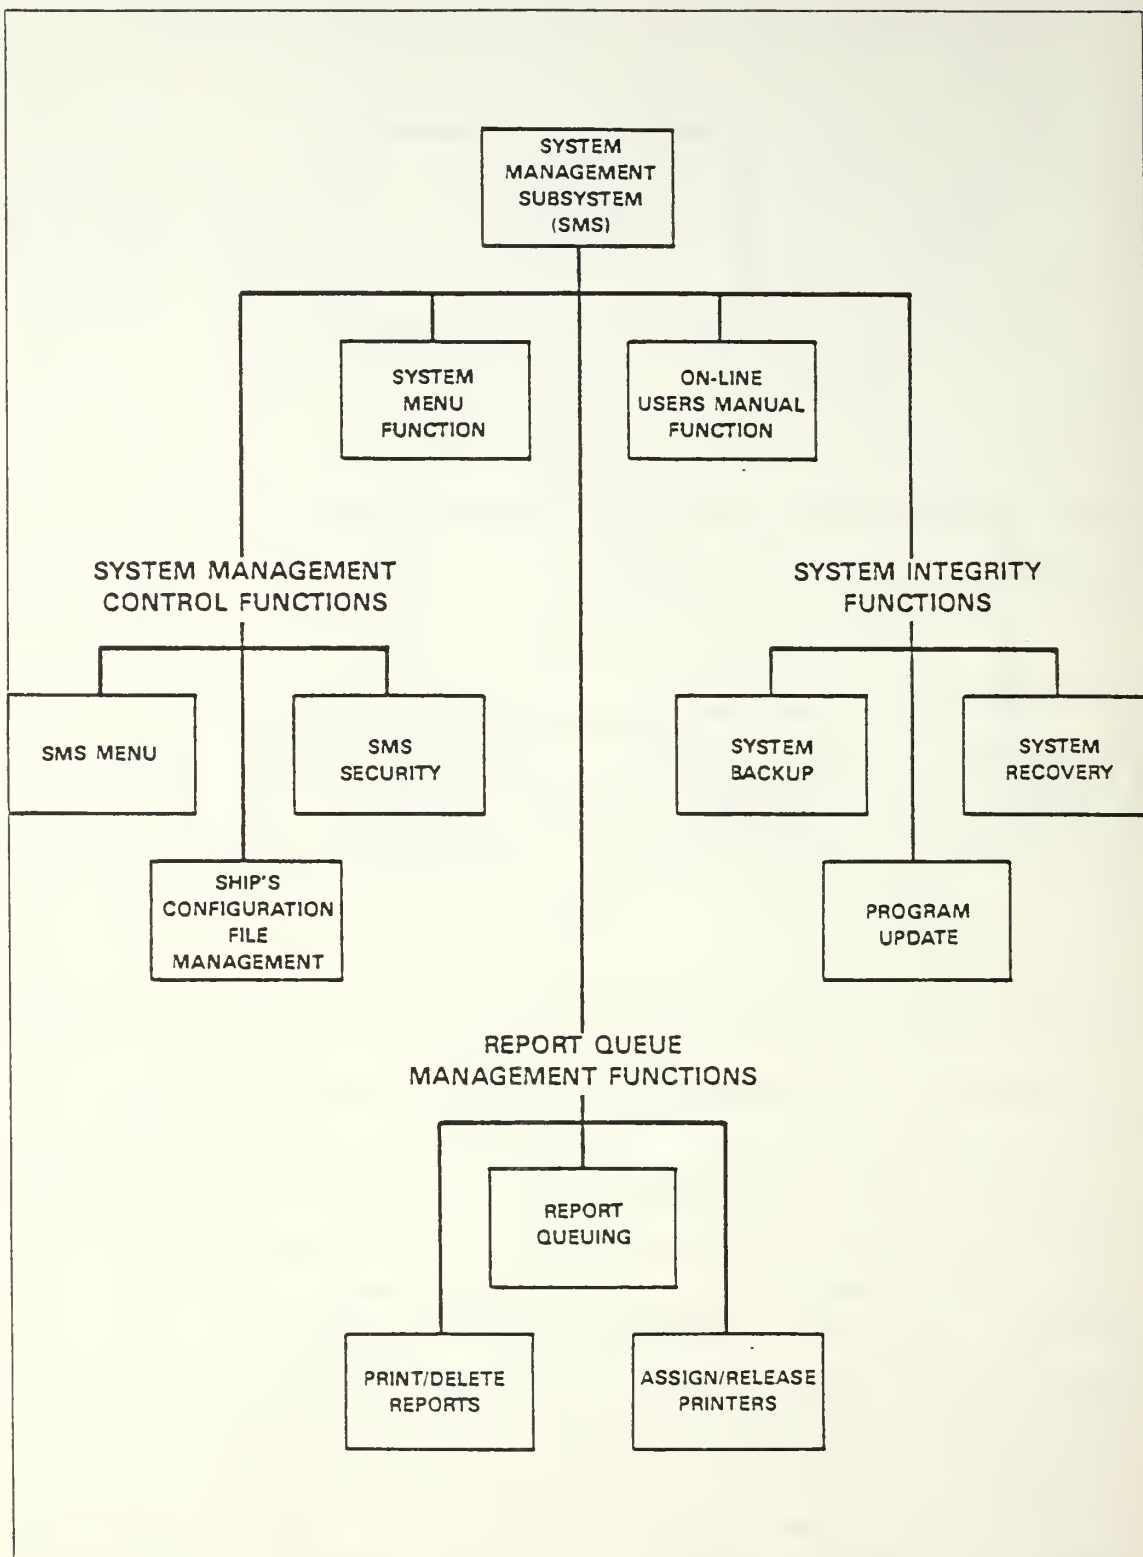 SYSTEM
MANAGEMENT
SUBSYSTEM
(SMS)
SYSTEM
MENU
FUNCTION
ON-LINE
USERS MANUAL
FUNCTION
SYSTEM MANAGEMENT
CONTROL FUNCTIONS
SYSTEM INTEGRITY
FUNCTIONS
SMS MENU
SMS
SECURITY
SYSTEM
BACKUP
SYSTEM
RECOVERY
SHIP'S
CONFIGURATION
FILE
MANAGEMENT
PROGRAM
UPDATE
REPORT QUEUE
MANAGEMENT FUNCTIONS
REPORT
QUEUING
PRINT/DELETE
REPORTS
ASSIGN/RELEASE
PRINTERS